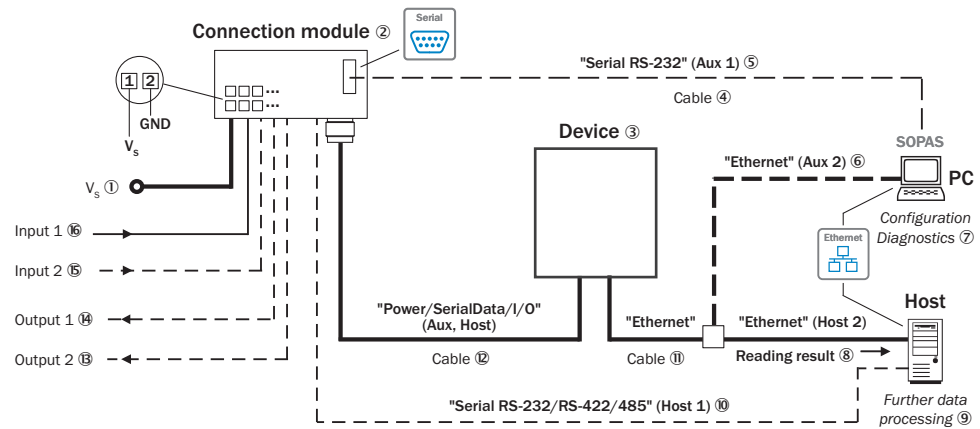 Serial
Connection module ②
"Serial RS-232" (Aux 1) ⑤
1 2
Cable ④
GND
Vs
Device ③
SOPAS
"Ethernet" (Aux 2) ⑥
PC
Vs ①
Configuration
Diagnostics ⑦
Input 1 ⑯
Ethernet
Input 2 ⑮
Host
"Power/SerialData/I/O"
(Aux, Host)
Output 1 ⑭
"Ethernet"
"Ethernet" (Host 2)
Output 2 ⑬
Cable ⑫
Cable ⑪
Reading result ⑧
"Serial RS-232/RS-422/485" (Host 1) ⑩
Further data
processing ⑨